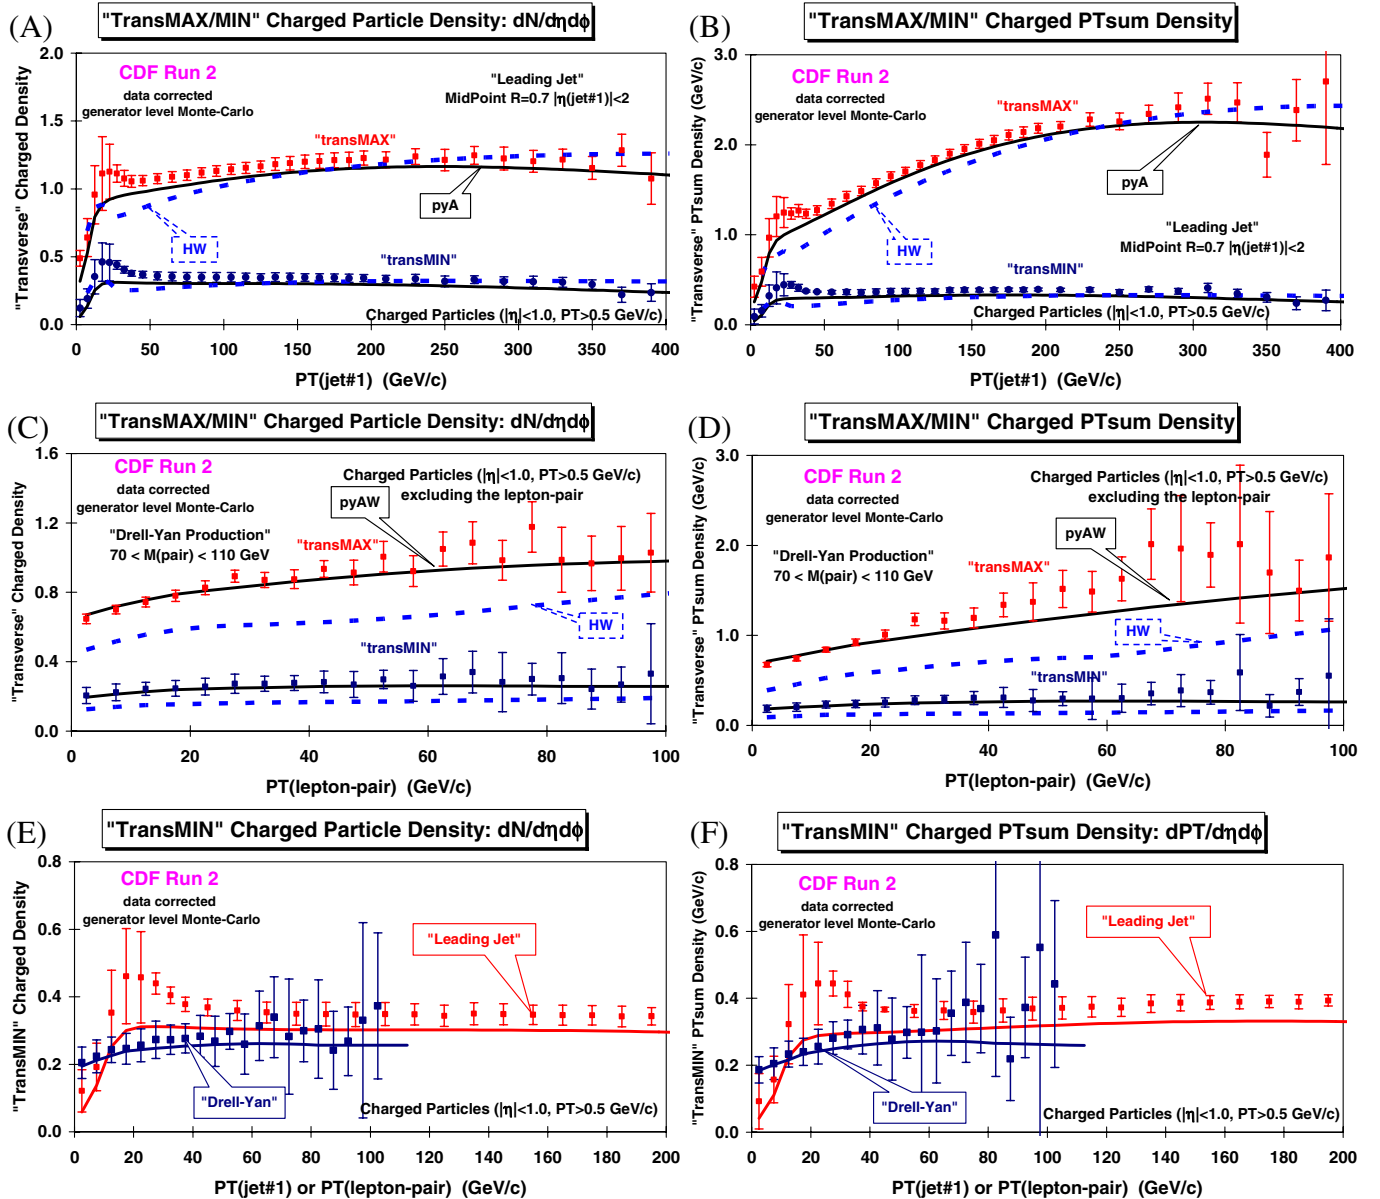 (A)
"TransMAX/MIN" Charged Particle Density: dN/dηdϕ
"Transverse" Charged Density
2.0
1.5
1.0
0.5
0.0
CDF Run 2
data corrected
generator level Monte-Carlo
"Leading Jet"
MidPoint R=0.7 |η(jet#1)|<2
"transMAX"
pyA
HW
"transMIN"
Charged Particles (|η|<1.0, PT>0.5 GeV/c)
0 50 100 150 200 250 300 350 400
PT(jet#1) (GeV/c)
(B)
"TransMAX/MIN" Charged PTsum Density
"Transverse" PTsum Density (GeV/c)
3.0
2.0
1.0
0.0
CDF Run 2
data corrected
generator level Monte-Carlo
"transMAX"
pyA
HW
"Leading Jet"
MidPoint R=0.7 |η(jet#1)|<2
"transMIN"
Charged Particles (|η|<1.0, PT>0.5 GeV/c)
0 50 100 150 200 250 300 350 400
PT(jet#1) (GeV/c)
(C)
"TransMAX/MIN" Charged Particle Density: dN/dηdϕ
"Transverse" Charged Density
1.6
1.2
0.8
0.4
0.0
CDF Run 2
data corrected
generator level Monte-Carlo
Charged Particles (|η|<1.0, PT>0.5 GeV/c)
excluding the lepton-pair
pyAW
"Drell-Yan Production"
70 < M(pair) < 110 GeV
"transMAX"
HW
"transMIN"
0 20 40 60 80 100
PT(lepton-pair) (GeV/c)
(D)
"TransMAX/MIN" Charged PTsum Density
"Transverse" PTsum Density (GeV/c)
3.0
2.0
1.0
0.0
CDF Run 2
data corrected
generator level Monte-Carlo
Charged Particles (|η|<1.0, PT>0.5 GeV/c)
excluding the lepton-pair
pyAW
"Drell-Yan Production"
70 < M(pair) < 110 GeV
"transMAX"
HW
"transMIN"
0 20 40 60 80 100
PT(lepton-pair) (GeV/c)
(E)
"TransMIN" Charged Particle Density: dN/dηdϕ
"TransMIN" Charged Density
0.8
0.6
0.4
0.2
0.0
CDF Run 2
data corrected
generator level Monte-Carlo
"Leading Jet"
"Drell-Yan"
Charged Particles (|η|<1.0, PT>0.5 GeV/c)
0 20 40 60 80 100 120 140 160 180 200
PT(jet#1) or PT(lepton-pair) (GeV/c)
(F)
"TransMIN" Charged PTsum Density: dPT/dηdϕ
"TransMIN" PTsum Density (GeV/c)
0.8
0.6
0.4
0.2
0.0
CDF Run 2
data corrected
generator level Monte-Carlo
"Leading Jet"
"Drell-Yan"
Charged Particles (|η|<1.0, PT>0.5 GeV/c)
0 20 40 60 80 100 120 140 160 180 200
PT(jet#1) or PT(lepton-pair) (GeV/c)